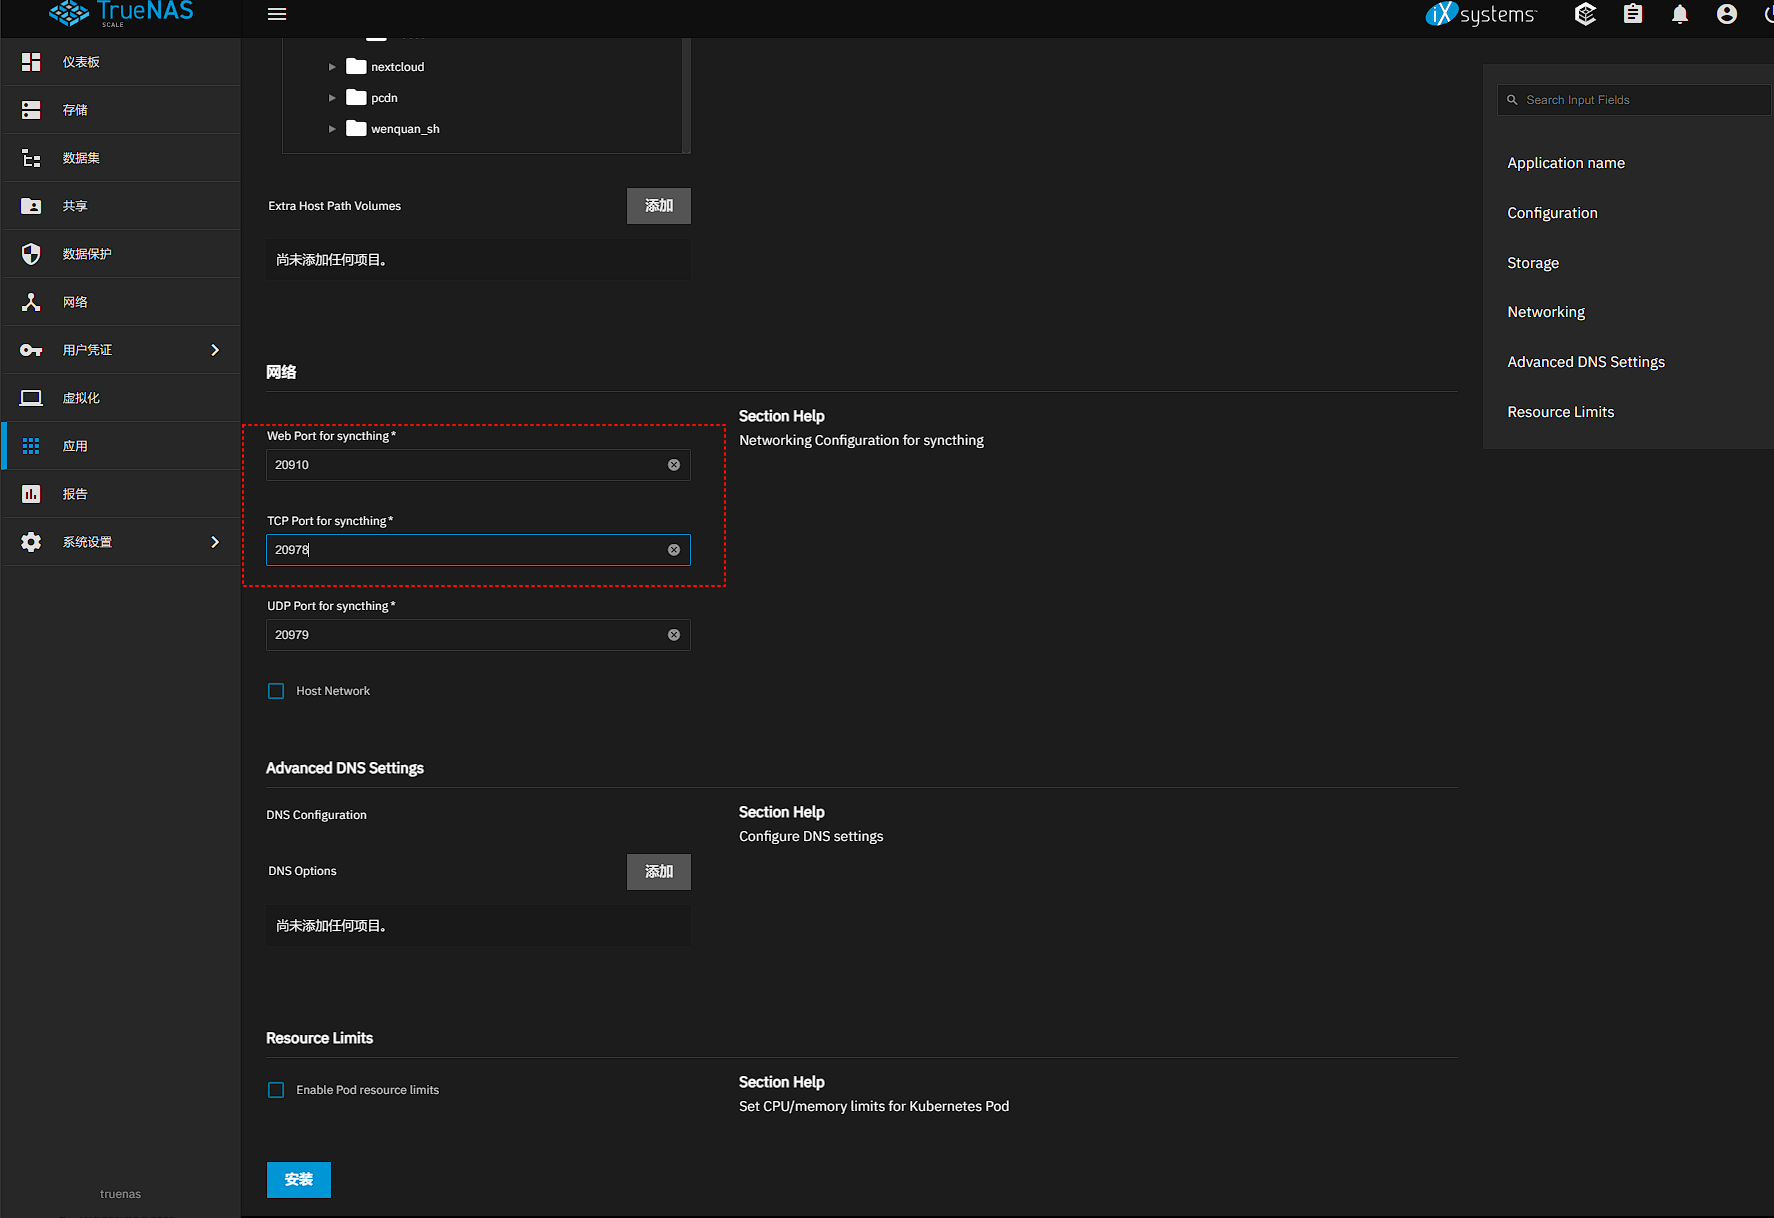 TrueNAS
SCALE
iXsystems
仪表板
存储
数据集
共享
数据保护
网络
用户凭证
虚拟化
应用
报告
系统设置
truenas
nextcloud
pcdn
wenquan_sh
Extra Host Path Volumes
添加
尚未添加任何项目。
网络
Web Port for syncthing*
20910
TCP Port for syncthing*
20978
UDP Port for syncthing*
20979
Host Network
Section Help
Networking Configuration for syncthing
Advanced DNS Settings
DNS Configuration
DNS Options
添加
尚未添加任何项目。
Section Help
Configure DNS settings
Resource Limits
Enable Pod resource limits
Section Help
Set CPU/memory limits for Kubernetes Pod
安装
Search Input Fields
Application name
Configuration
Storage
Networking
Advanced DNS Settings
Resource Limits